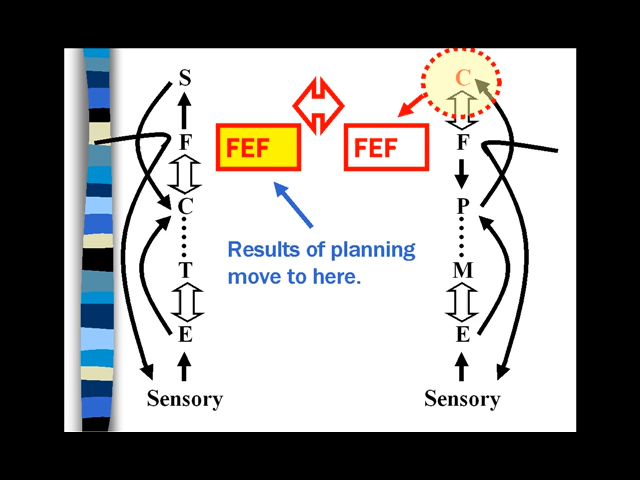 S
C
F
FEF
FEF
F
C
P
Results of planning
move to here.
T
M
E
E
Sensory
Sensory